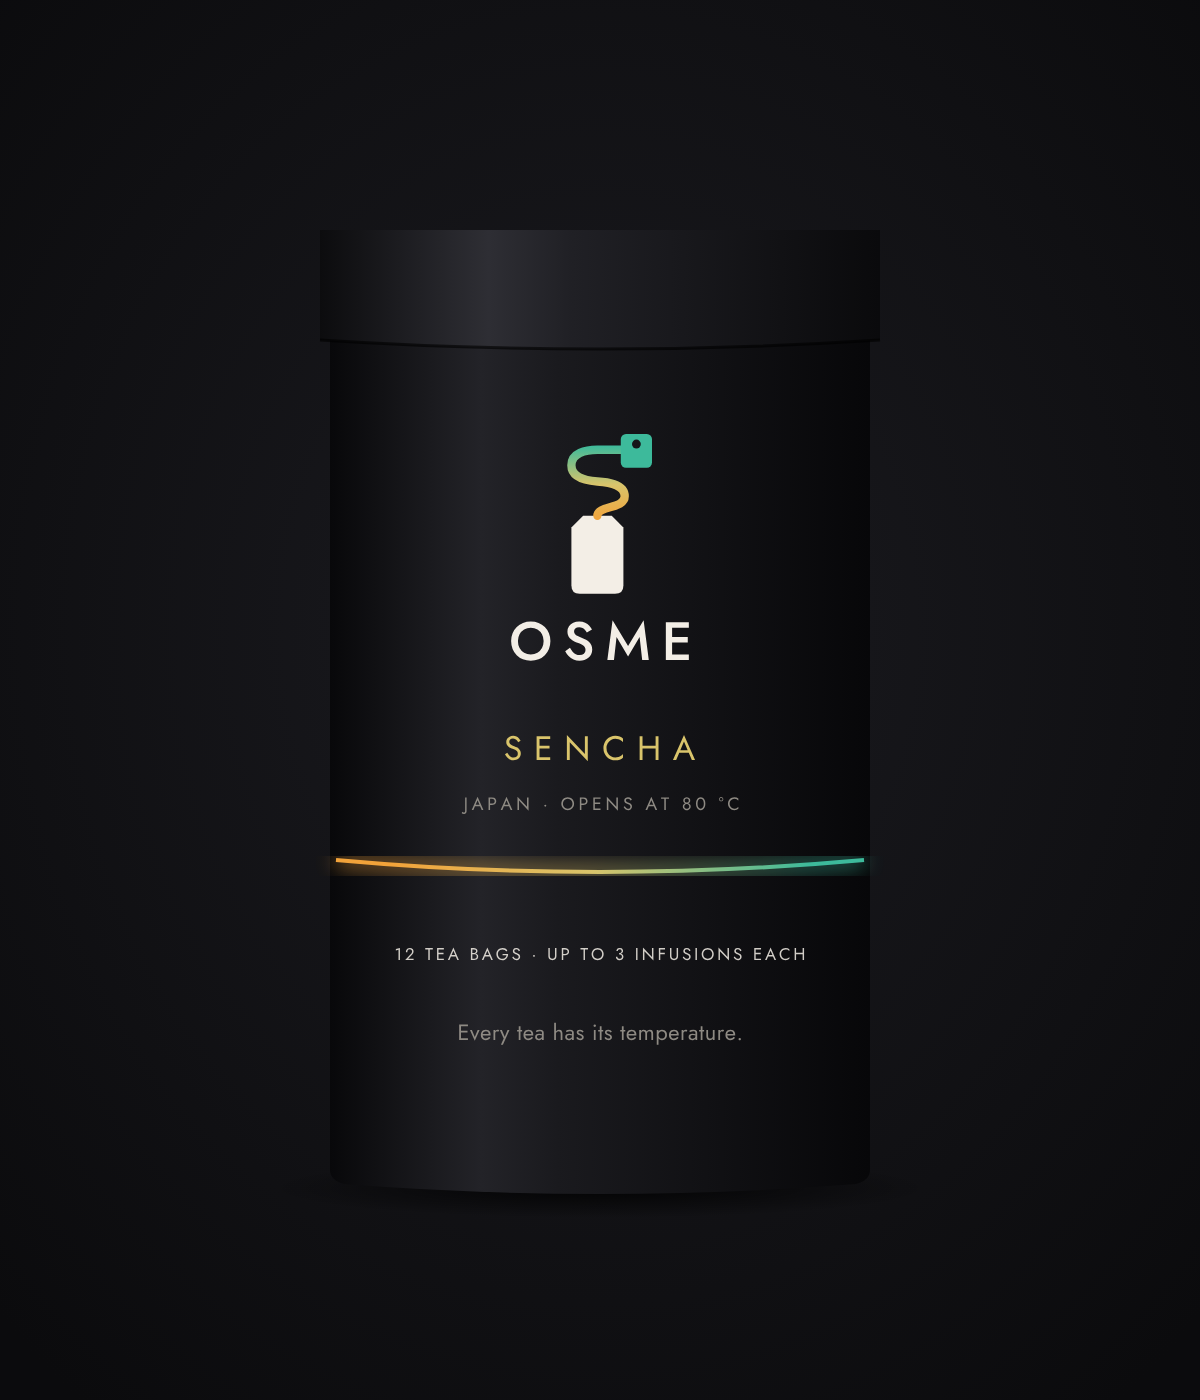 OSME
SENCHA
JAPAN · OPENS AT 80 °C
12 TEA BAGS · UP TO 3 INFUSIONS EACH
Every tea has its temperature.